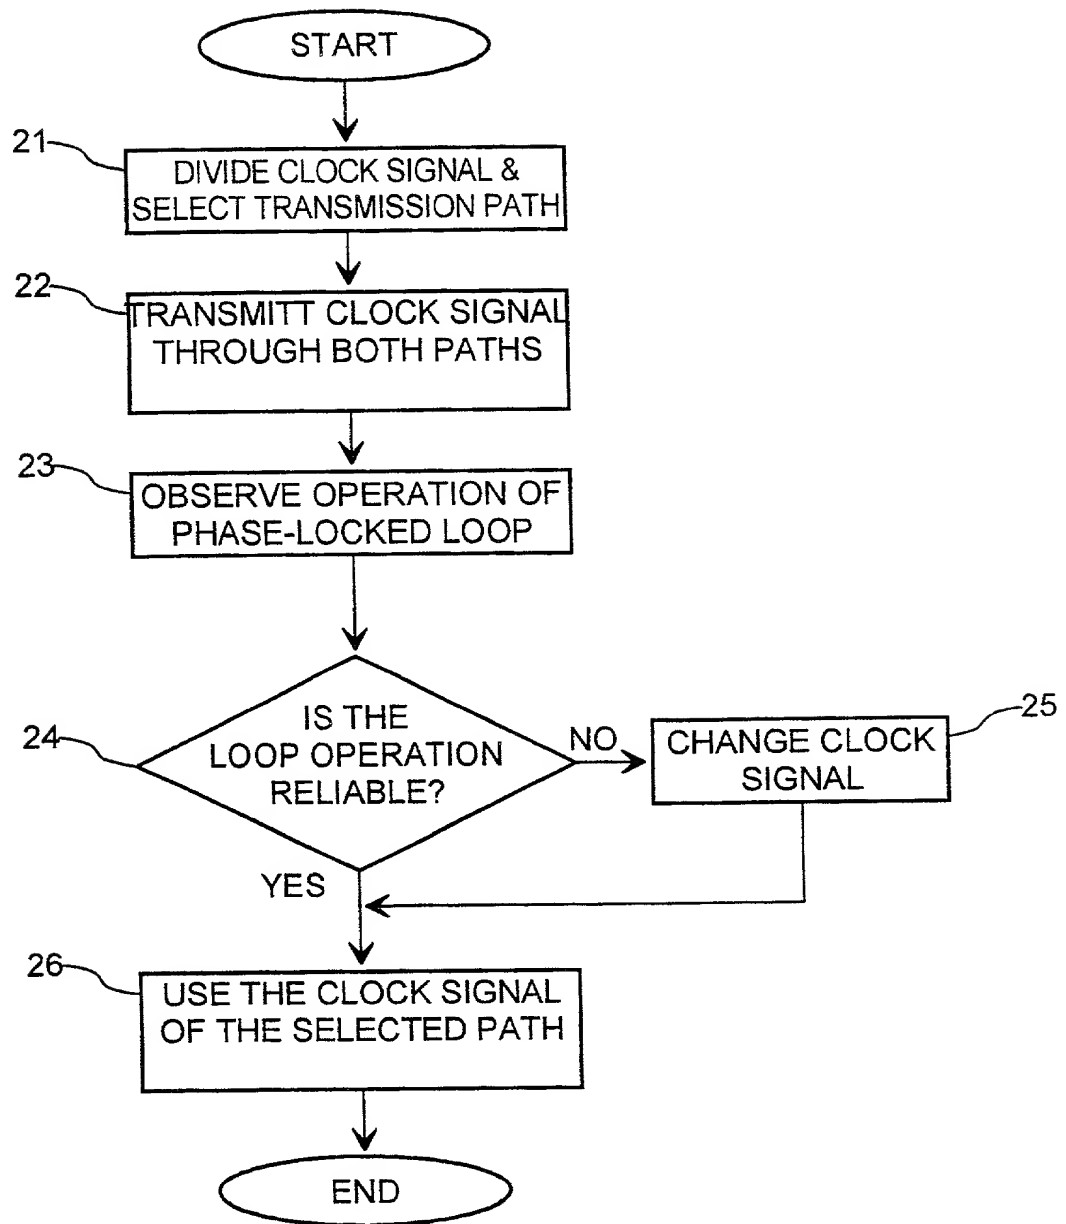 START
21
DIVIDE CLOCK SIGNAL &
SELECT TRANSMISSION PATH
22
TRANSMITT CLOCK SIGNAL
THROUGH BOTH PATHS
23
OBSERVE OPERATION OF
PHASE-LOCKED LOOP
24
IS THE
LOOP OPERATION
RELIABLE?
NO
25
CHANGE CLOCK
SIGNAL
YES
26
USE THE CLOCK SIGNAL
OF THE SELECTED PATH
END